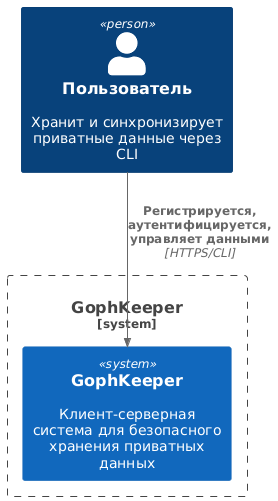 «person»
Пользователь
Хранит и синхронизирует
приватные данные через
CLI
Регистрируется,
аутентифицируется,
управляет данными
[HTTPS/CLI]
GophKeeper
[system]
«system»
GophKeeper
Клиент-серверная
система для безопасного
хранения приватных
данных